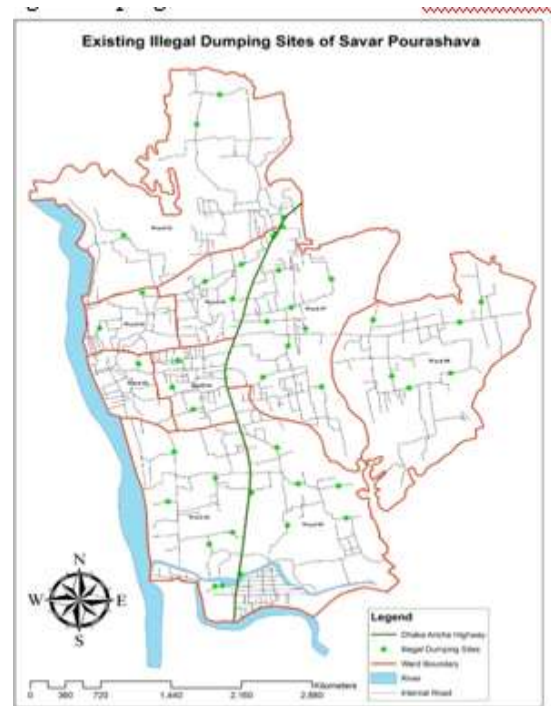 Existing Illegal Dumping Sites of Savar Pourashava
N
W E
S
Legend
Dhaka Aricha Highway
Illegal Dumping Sites
Ward Boundary
River
Internal Road
Kilometers
0 360 720 1,440 2,160 2,880